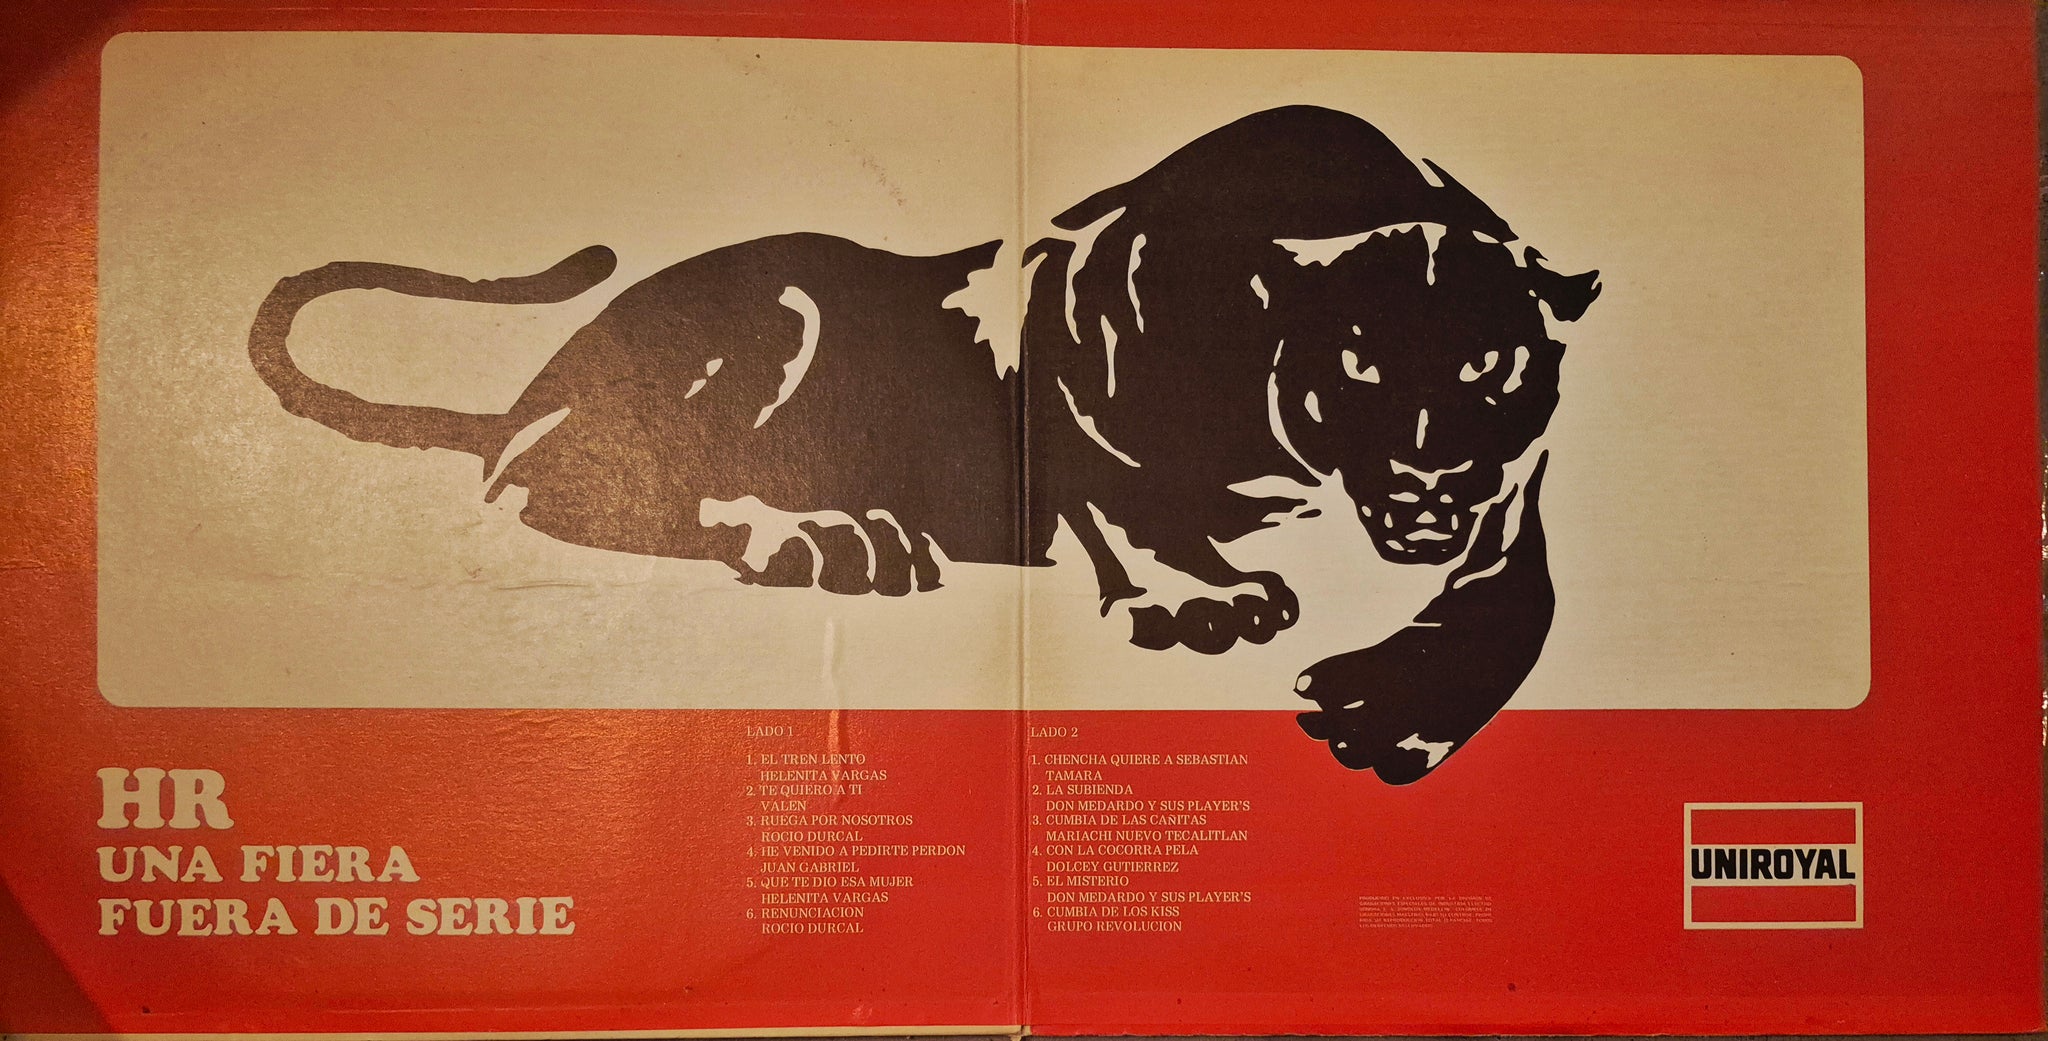 HR
UNA FIERA
FUERA DE SERIE
LADO 1
1. EL TREN LENTO
HELENITA VARGAS
2. TE QUIERO A TI
VALEN
3. RUEGA POR NOSOTROS
ROCIO DURCAL
4. HE VENIDO A PEDIRTE PERDON
JUAN GABRIEL
5. QUE TE DIO ESA MUJER
HELENITA VARGAS
6. RENUNCIACION
ROCIO DURCAL
LADO 2
1. CHENCHA QUIERE A SEBASTIAN
TAMARA
2. LA SUBIENDA
DON MEDARDO Y SUS PLAYER'S
3. CUMBIA DE LAS CAÑITAS
MARIACHI NUEVO TECALITLAN
4. CON LA COCORRA PELA
DOLCEY GUTIERREZ
5. EL MISTERIO
DON MEDARDO Y SUS PLAYER'S
6. CUMBIA DE LOS KISS
GRUPO REVOLUCION
UNIROYAL